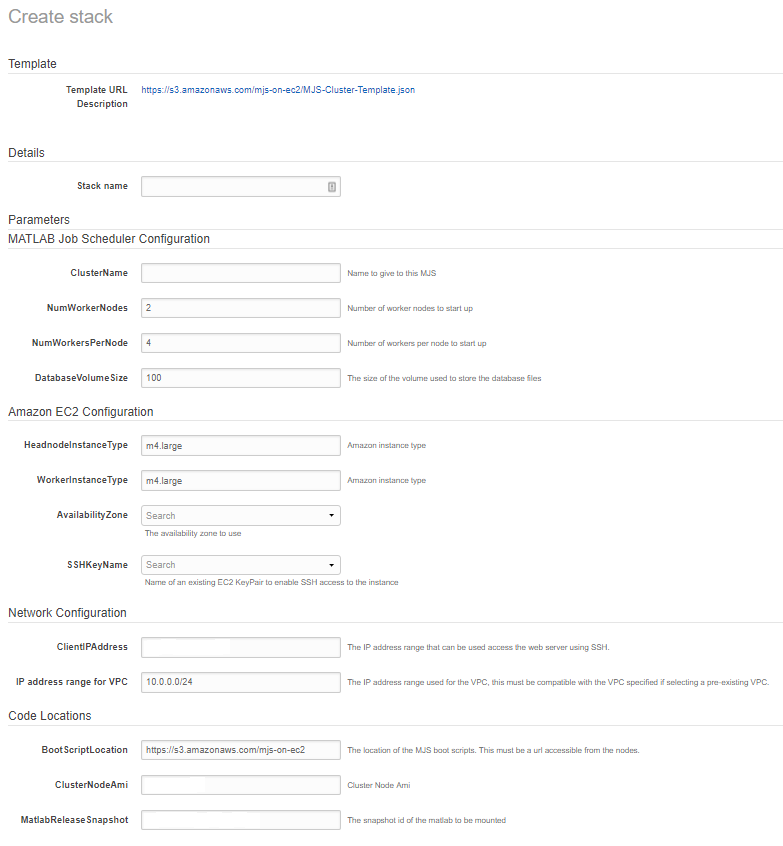 Create stack
Template
Template URL https://s3.amazonaws.com/mjs-on-ec2/MJS-Cluster-Template.json
Description
Details
Stack name
Parameters
MATLAB Job Scheduler Configuration
ClusterName Name to give to this MJS
NumWorkerNodes 2 Number of worker nodes to start up
NumWorkersPerNode 4 Number of workers per node to start up
DatabaseVolumeSize 100 The size of the volume used to store the database files
Amazon EC2 Configuration
HeadnodeInstanceType m4.large Amazon instance type
WorkerInstanceType m4.large Amazon instance type
AvailabilityZone Search
The availability zone to use
SSHKeyName Search
Name of an existing EC2 KeyPair to enable SSH access to the instance
Network Configuration
ClientIPAddress The IP address range that can be used access the web server using SSH.
IP address range for VPC 10.0.0.0/24 The IP address range used for the VPC, this must be compatible with the VPC specified if selecting a pre-existing VPC.
Code Locations
BootScriptLocation https://s3.amazonaws.com/mjs-on-ec2 The location of the MJS boot scripts. This must be a url accessible from the nodes.
ClusterNodeAmi Cluster Node Ami
MatlabReleaseSnapshot The snapshot id of the matlab to be mounted